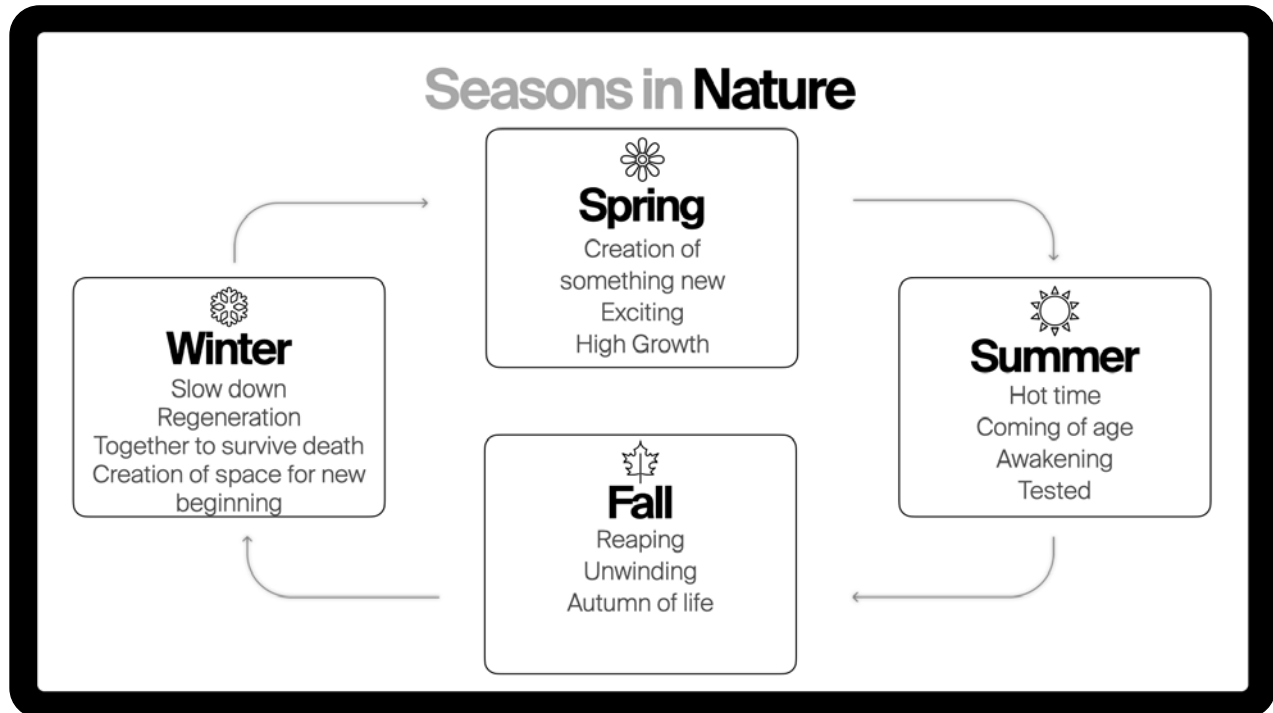 Seasons in Nature
Spring
Creation of
something new
Exciting
High Growth
Winter
Slow down
Regeneration
Together to survive death
Creation of space for new
beginning
Summer
Hot time
Coming of age
Awakening
Tested
Fall
Reaping
Unwinding
Autumn of life